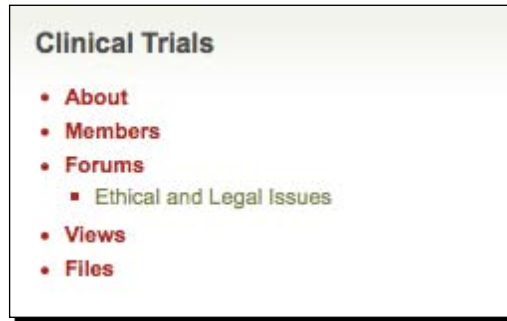 Clinical Trials
About
Members
Forums
Ethical and Legal Issues
Views
Files